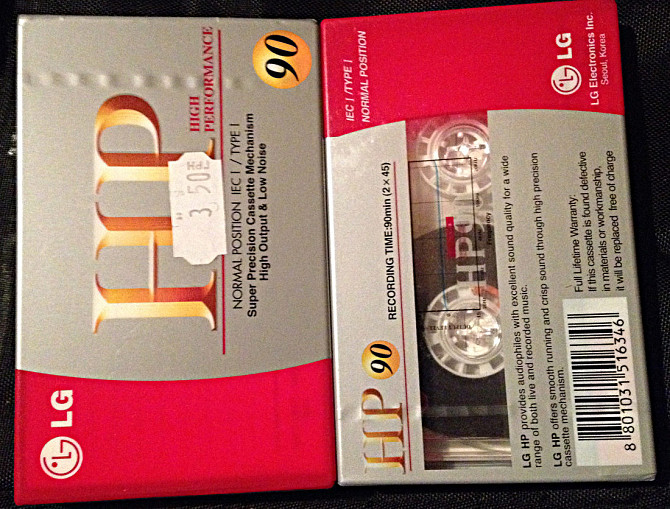 HP
HIGH
PERFORMANCE
90
3.50
NORMAL POSITION IEC I / TYPE I
Super Precision Cassette Mechanism
High Output & Low Noise
LG
IEC I /TYPE I
NORMAL POSITION
LG
LG Electronics Inc.
Seoul, Korea
HP 90
RECORDING TIME:90min (2 × 45)
LG HP provides audiophiles with excellent sound quality for a wide
range of both live and recorded music.
LG HP offers smooth running and crisp sound through high precision
cassette mechanism.
Full Lifetime Warranty:
If this cassette is found defective
in materials or workmanship,
it will be replaced free of charge
8 801031 516346